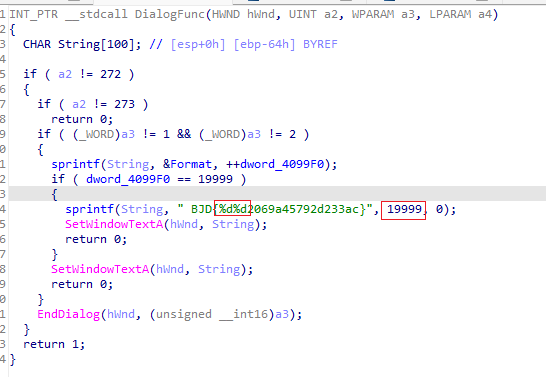 1 INT_PTR __stdcall DialogFunc(HWND hWnd, UINT a2, WPARAM a3, LPARAM a4)
2 {
3 CHAR String[100]; // [esp+0h] [ebp-64h] BYREF
4
5 if ( a2 != 272 )
6 {
7 if ( a2 != 273 )
8 return 0;
9 if ( (_WORD)a3 != 1 && (_WORD)a3 != 2 )
0 {
1 sprintf(String, &Format, ++dword_4099F0);
2 if ( dword_4099F0 == 19999 )
3 {
4 sprintf(String, " BJD{%d%d2069a45792d233ac}", 19999, 0);
5 SetWindowTextA(hWnd, String);
6 return 0;
7 }
8 SetWindowTextA(hWnd, String);
9 return 0;
0 }
1 EndDialog(hWnd, (unsigned __int16)a3);
2 }
3 return 1;
4 }